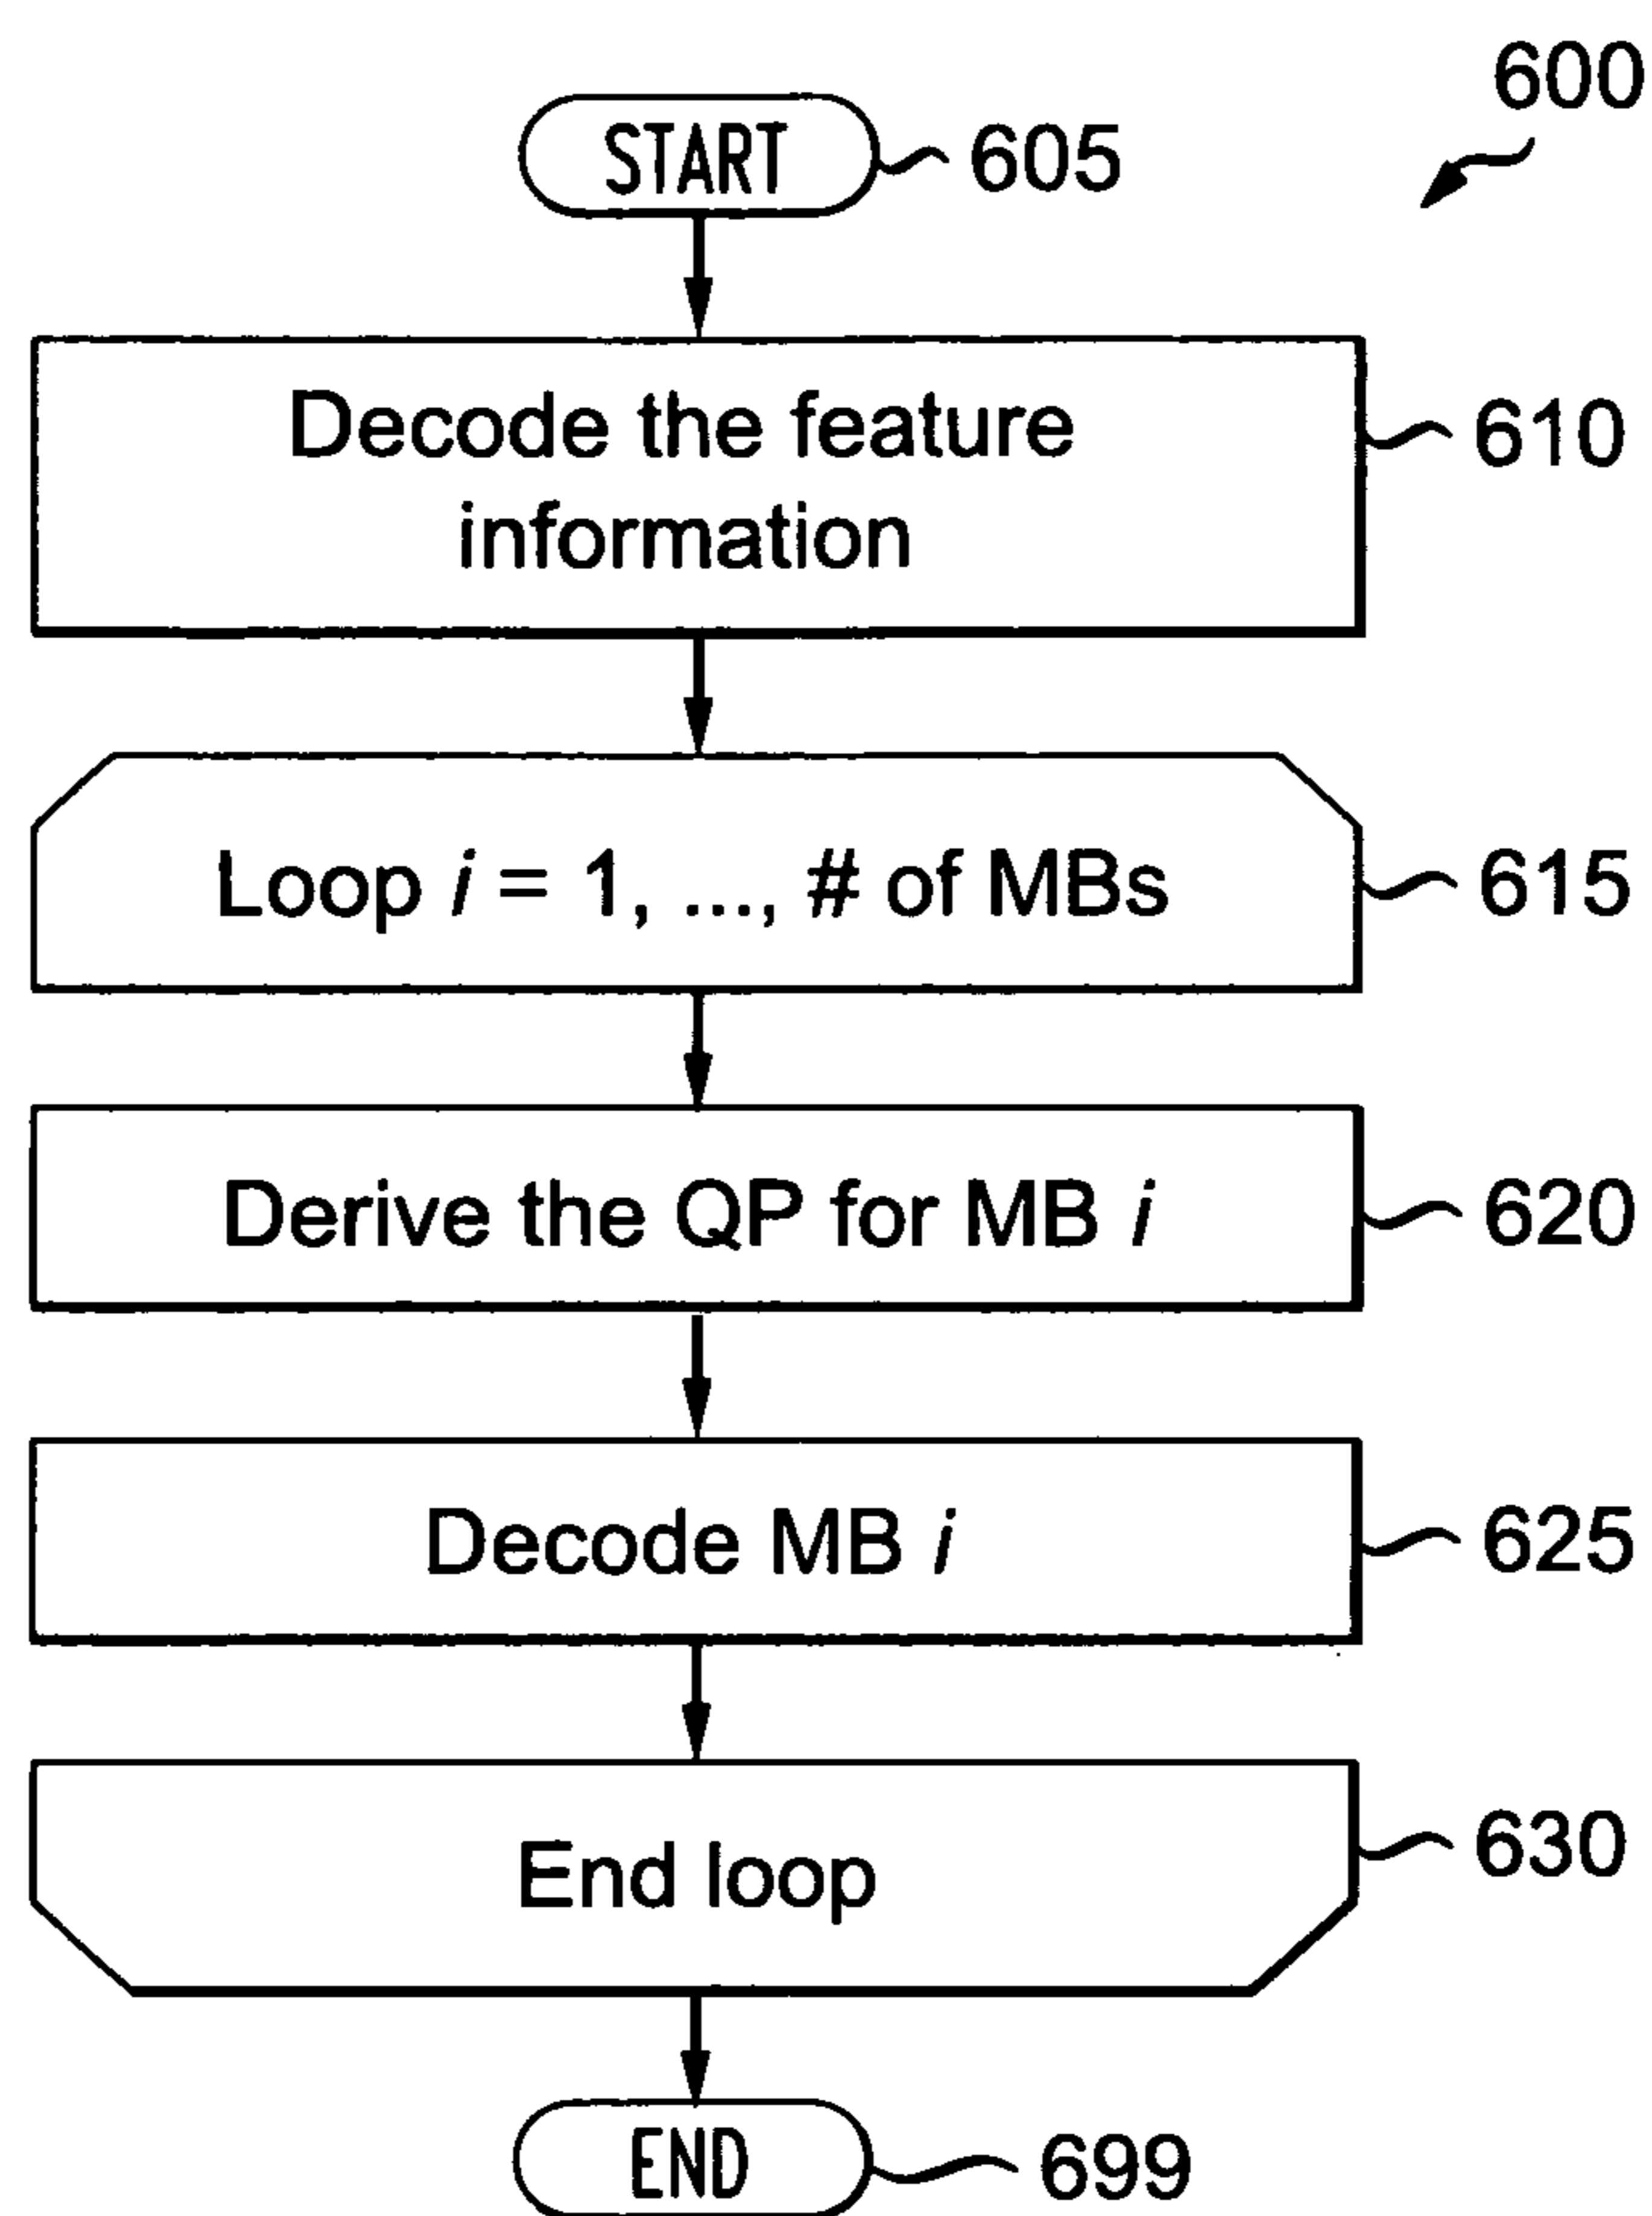 600
START 605
Decode the feature 610
information
Loop i = 1, ..., # of MBs 615
Derive the QP for MB i 620
Decode MB i 625
End loop 630
END 699